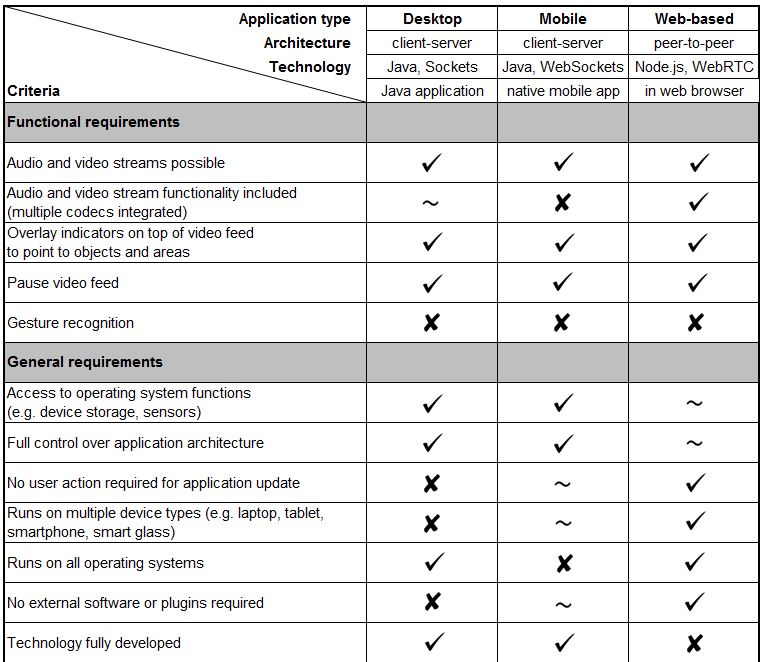 Application type Desktop Mobile Web-based
Architecture client-server client-server peer-to-peer
Technology Java, Sockets Java, WebSockets Node.js, WebRTC
Criteria Java application native mobile app in web browser
Functional requirements
Audio and video streams possible ✓ ✓ ✓
Audio and video stream functionality included
(multiple codecs integrated) ~ ✘ ✓
Overlay indicators on top of video feed
to point to objects and areas ✓ ✓ ✓
Pause video feed ✓ ✓ ✓
Gesture recognition ✘ ✘ ✘
General requirements
Access to operating system functions
(e.g. device storage, sensors) ✓ ✓ ~
Full control over application architecture ✓ ✓ ~
No user action required for application update ✘ ~ ✓
Runs on multiple device types (e.g. laptop, tablet,
smartphone, smart glass) ✘ ~ ✓
Runs on all operating systems ✓ ✘ ✓
No external software or plugins required ✘ ~ ✓
Technology fully developed ✓ ✓ ✘